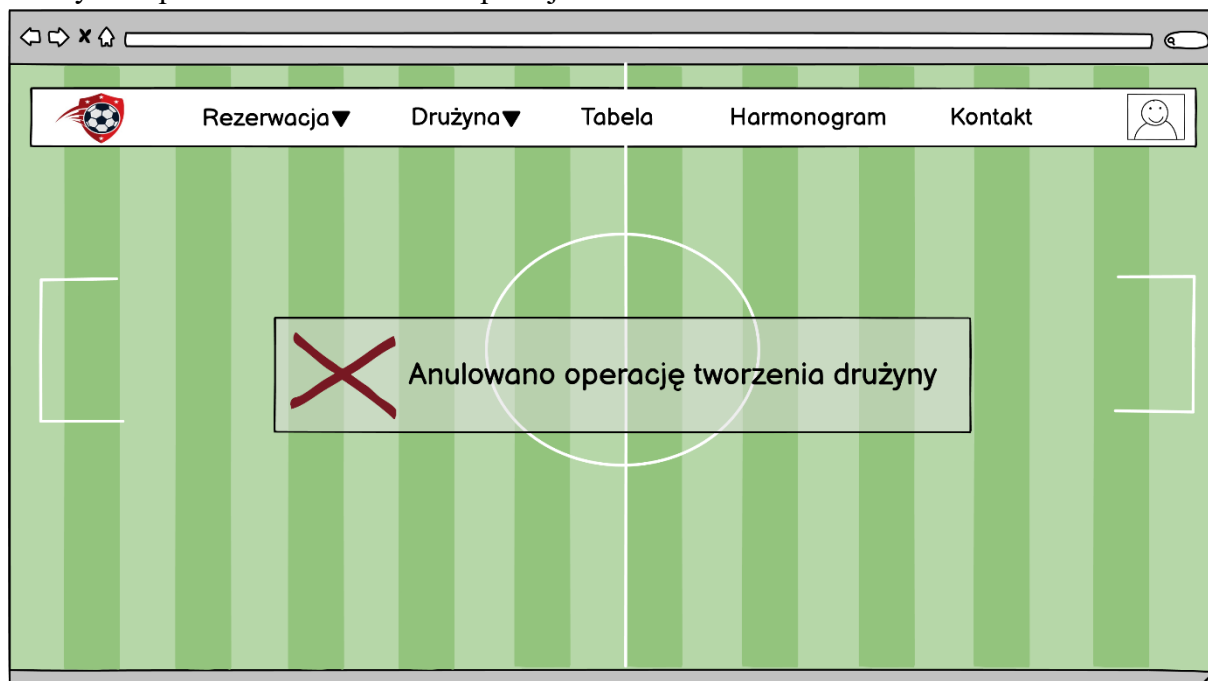 Rezerwacja▼ Drużyna▼ Tabela Harmonogram Kontakt
Anulowano operację tworzenia drużyny